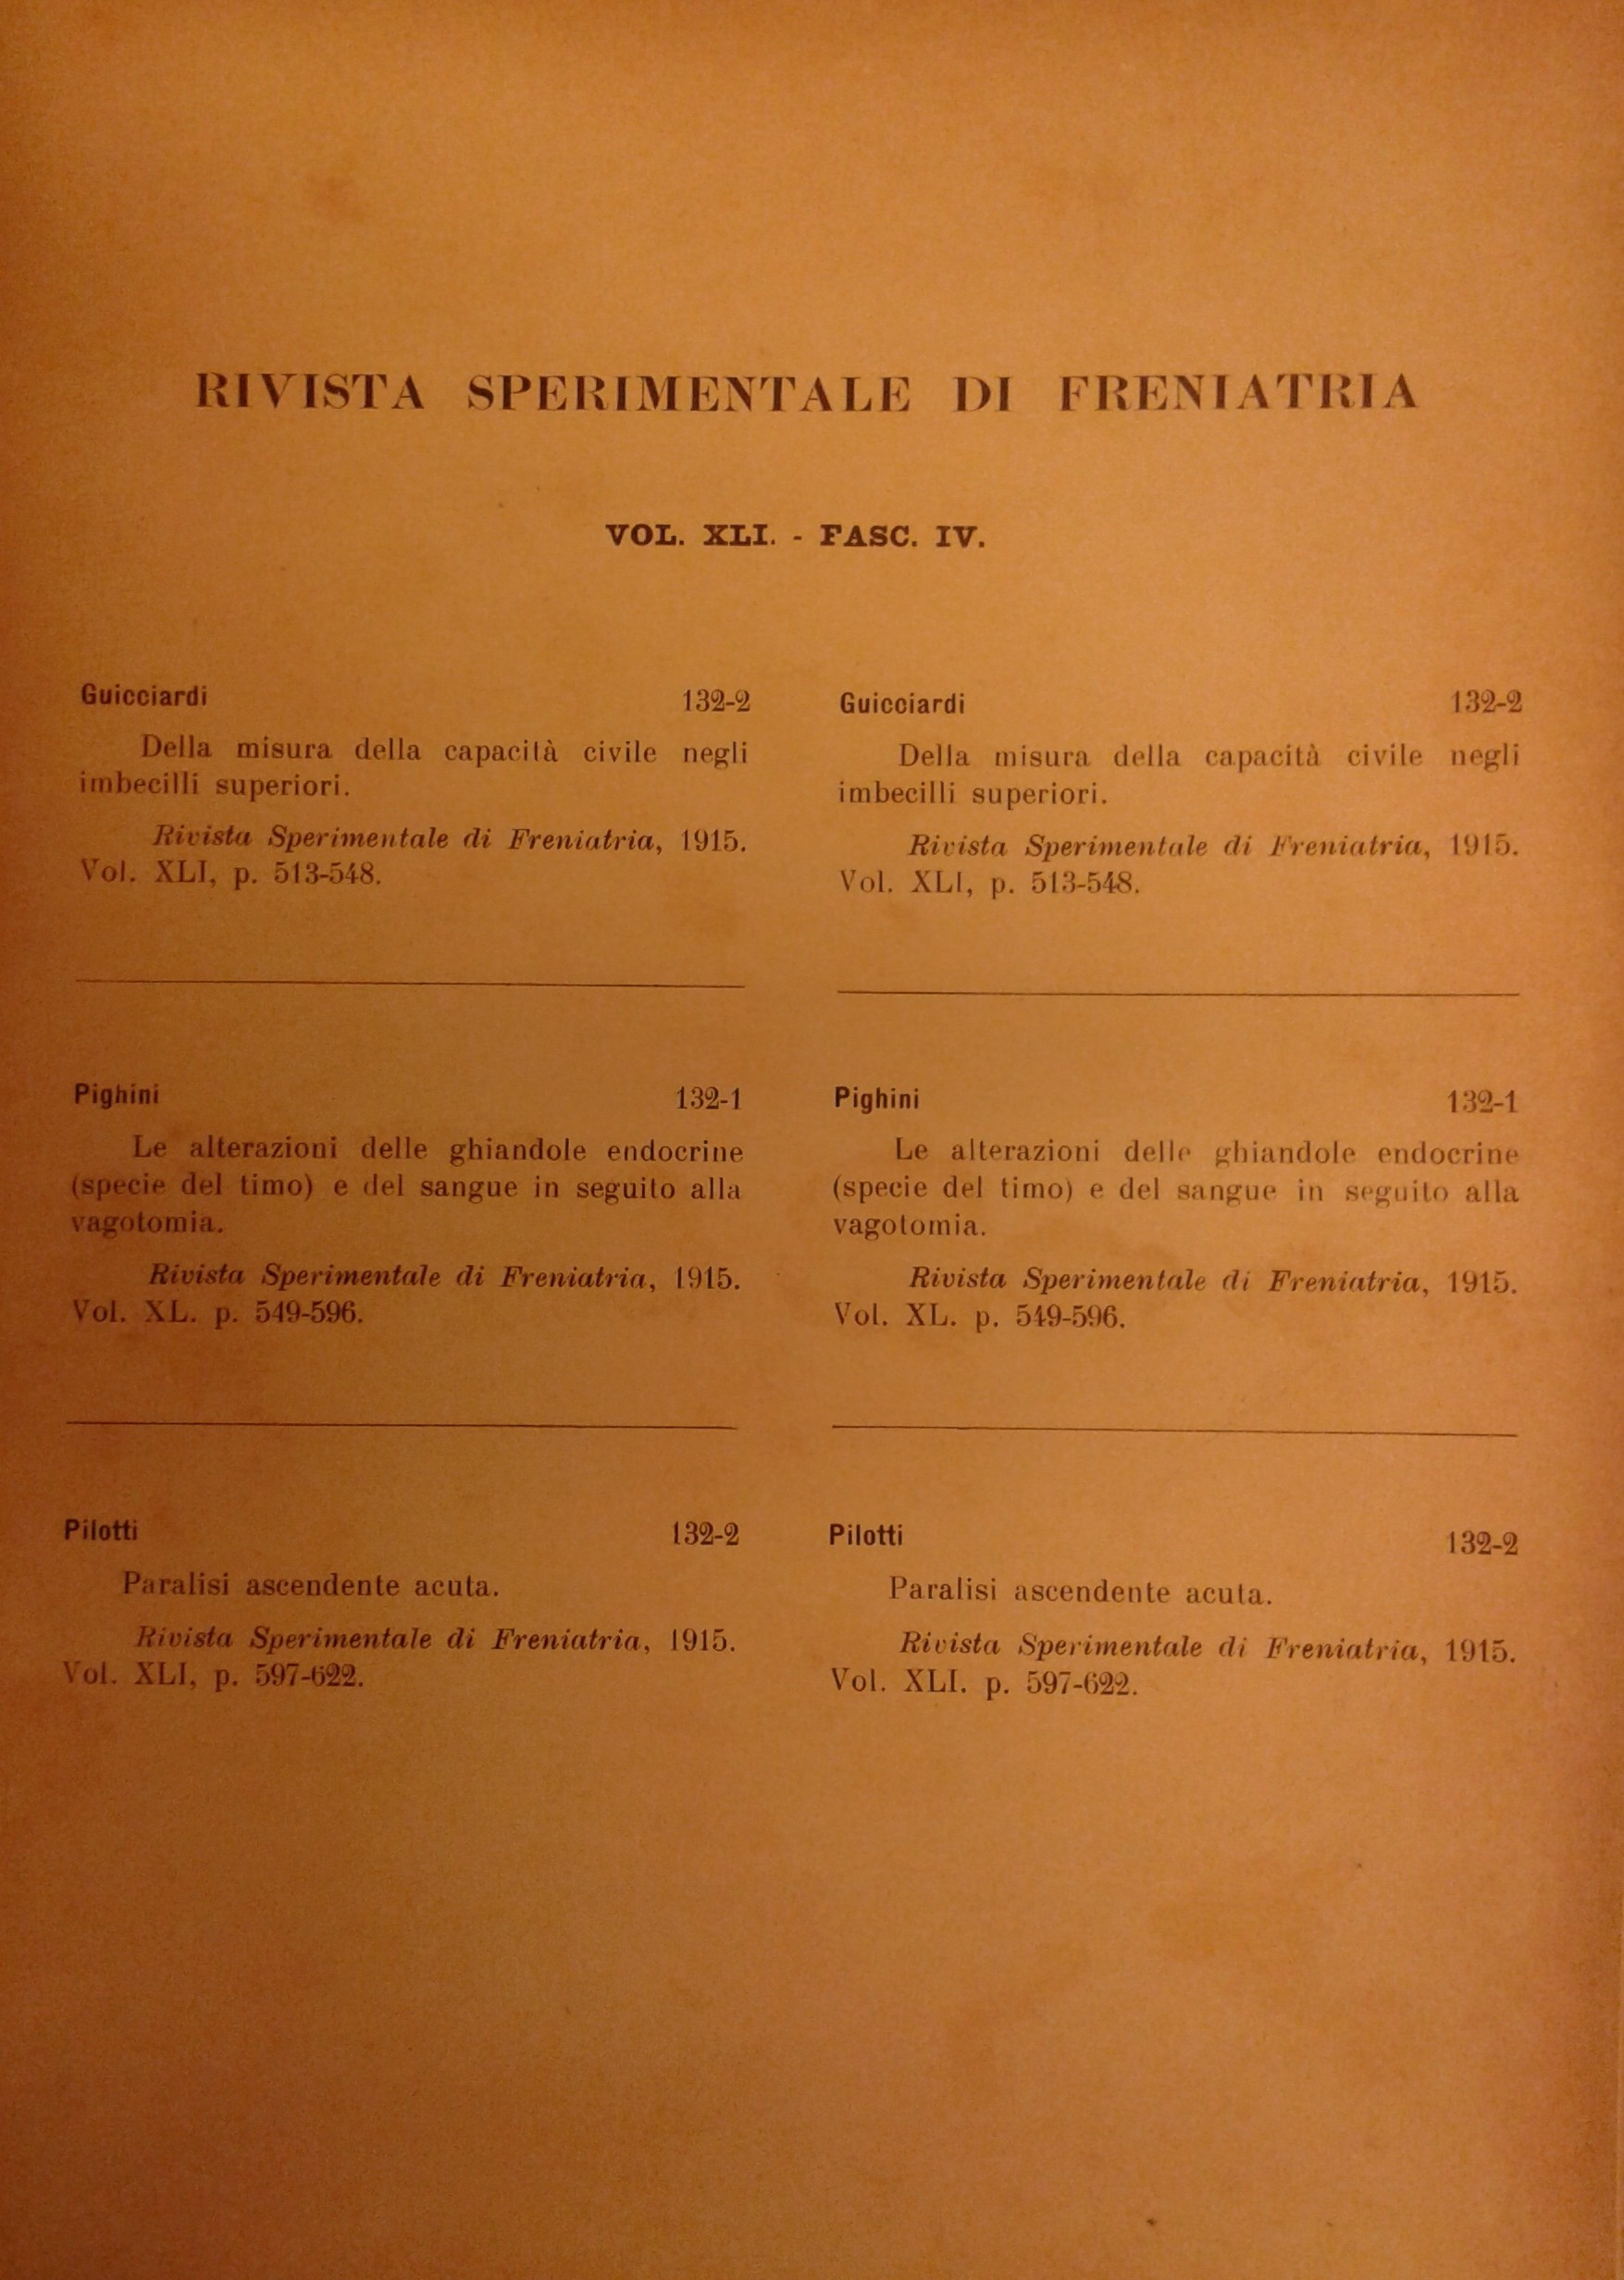 RIVISTA SPERIMENTALE DI FRENIATRIA
VOL. XLI. - FASC. IV.
Guicciardi 132-2
Della misura della capacità civile negli
imbecilli superiori.
Rivista Sperimentale di Freniatria, 1915.
Vol. XLI, p. 513-548.
Pighini 132-1
Le alterazioni delle ghiandole endocrine
(specie del timo) e del sangue in seguito alla
vagotomia.
Rivista Sperimentale di Freniatria, 1915.
Vol. XL. p. 549-596.
Pilotti 132-2
Paralisi ascendente acuta.
Rivista Sperimentale di Freniatria, 1915.
Vol. XLI, p. 597-622.
Guicciardi 132-2
Della misura della capacità civile negli
imbecilli superiori.
Rivista Sperimentale di Freniatria, 1915.
Vol. XLI, p. 513-548.
Pighini 132-1
Le alterazioni delle ghiandole endocrine
(specie del timo) e del sangue in seguito alla
vagotomia.
Rivista Sperimentale di Freniatria, 1915.
Vol. XL. p. 549-596.
Pilotti 132-2
Paralisi ascendente acuta.
Rivista Sperimentale di Freniatria, 1915.
Vol. XLI. p. 597-622.